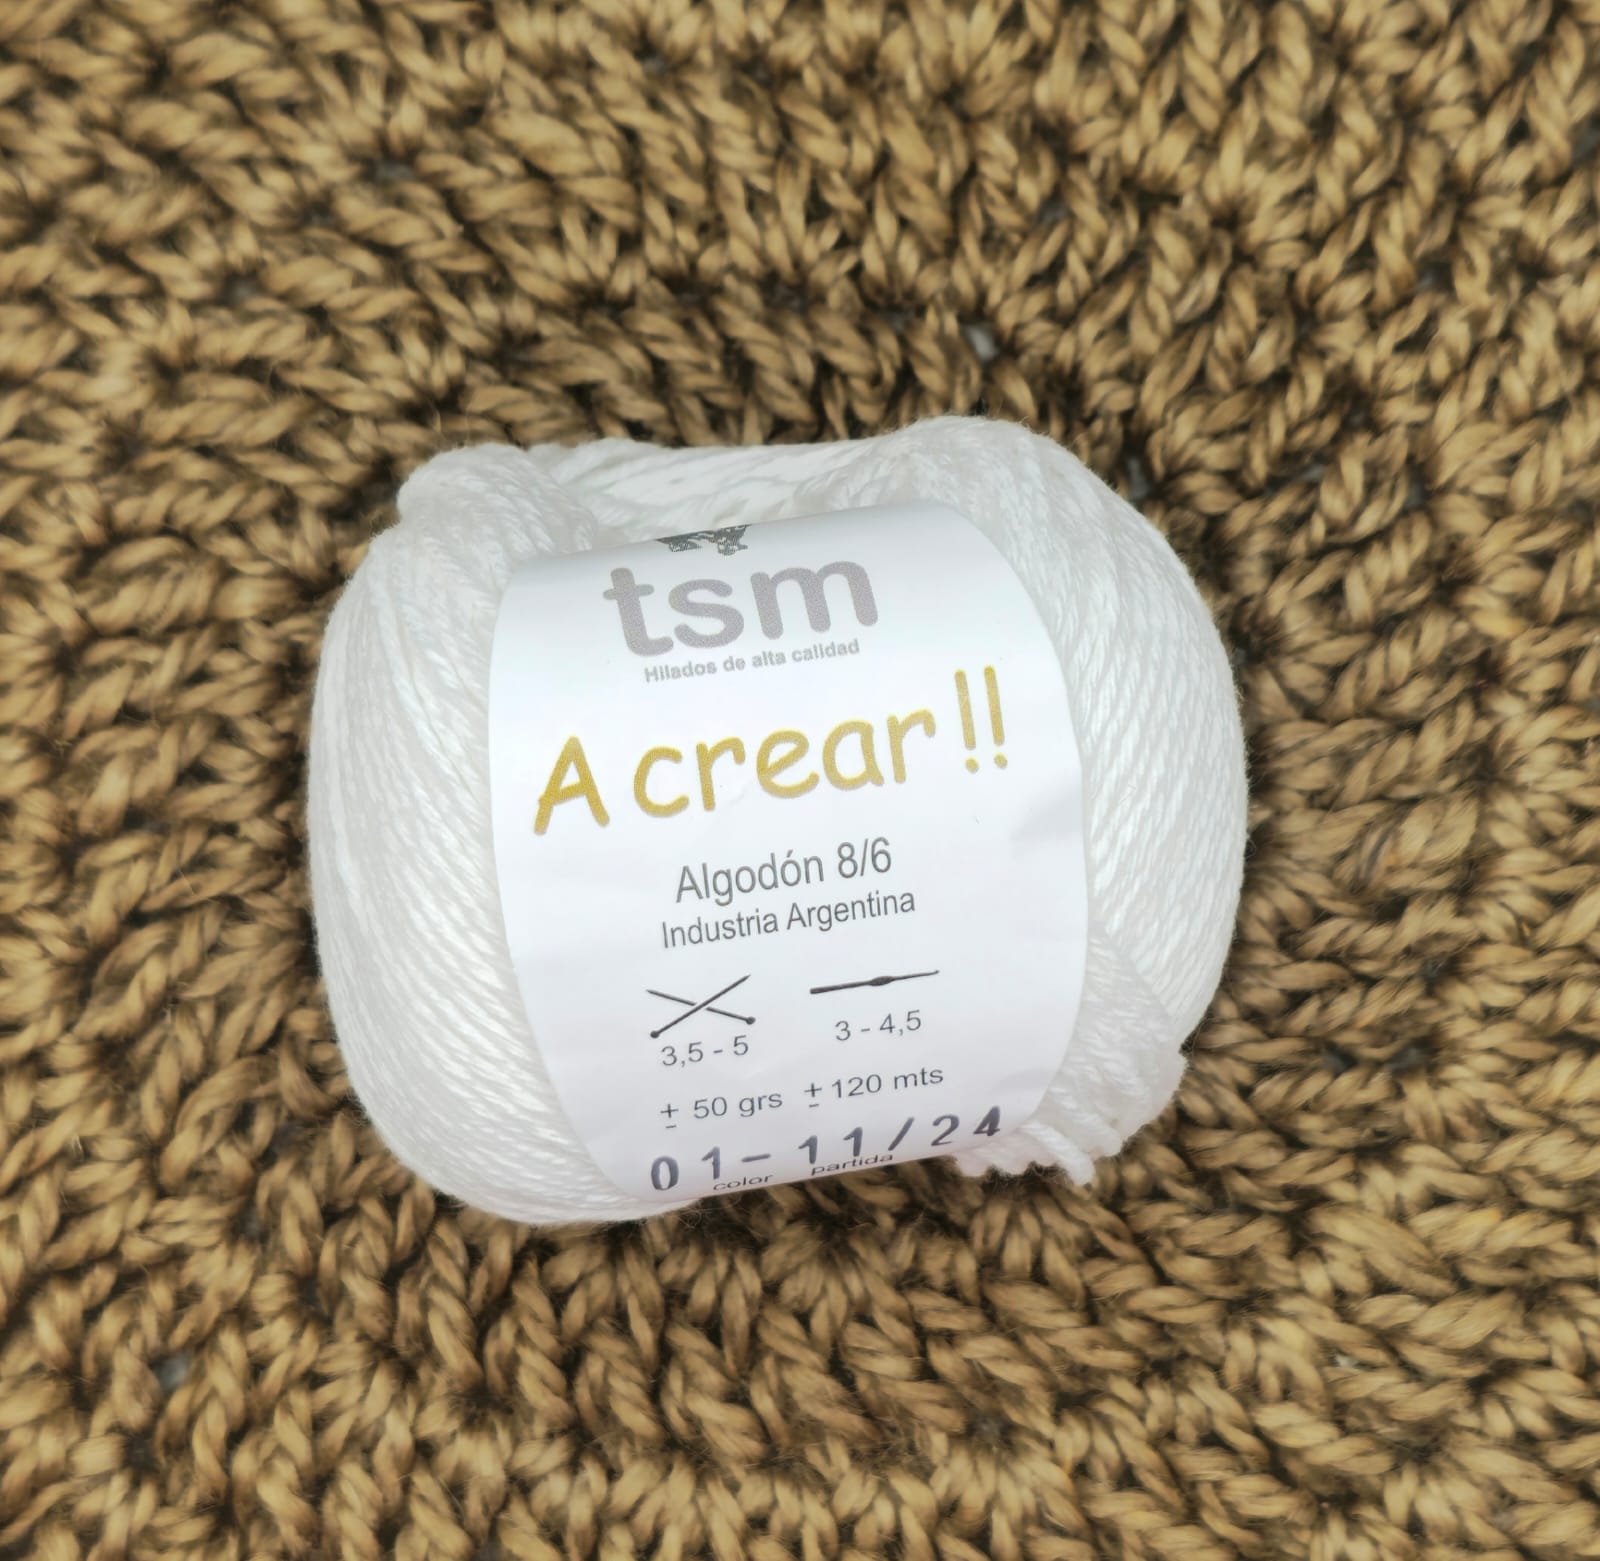 tsm
Hilados de alta calidad
A crear!!
Algodón 8/6
Industria Argentina
3,5 - 5 3 - 4,5
± 50 grs ± 120 mts
01-11/24
color partida